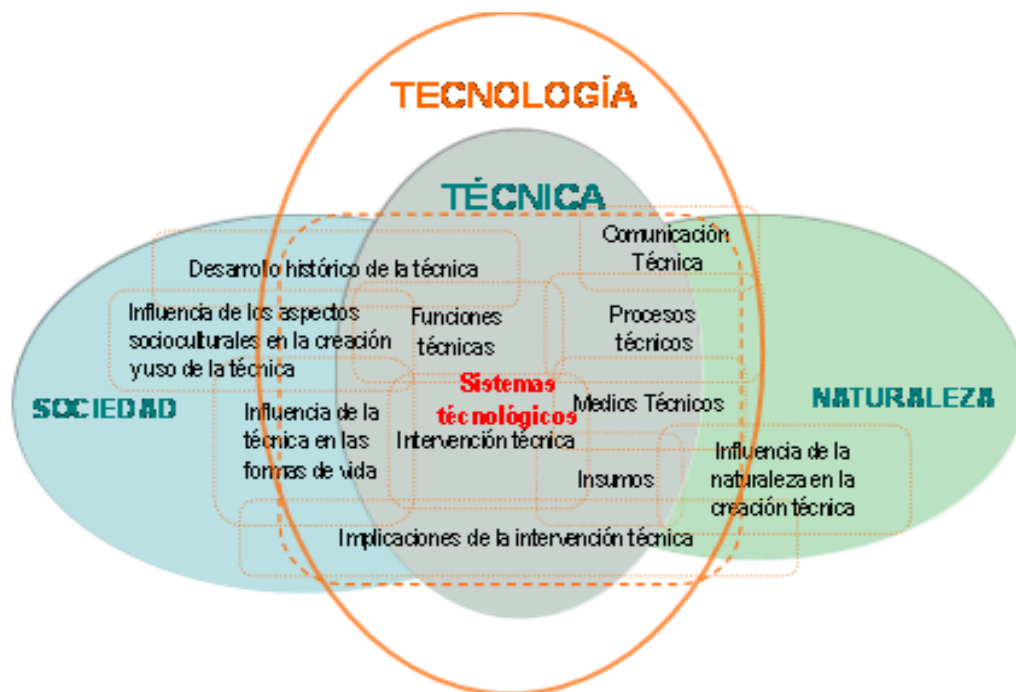 TECNOLOGÍA
TÉCNICA
Comunicación
Técnica
Desarrollo histórico de la técnica
Influencia de los aspectos
socioculturales en la creación
y uso de la técnica
Funciones
técnicas
Procesos
técnicos
Sistemas
técnológicos
SOCIEDAD
NATURALEZA
Medios Técnicos
Influencia de la
técnica en las
formas de vida
Intervención técnica
Insumos
Influencia de la
naturaleza en la
creación técnica
Implicaciones de la intervención técnica